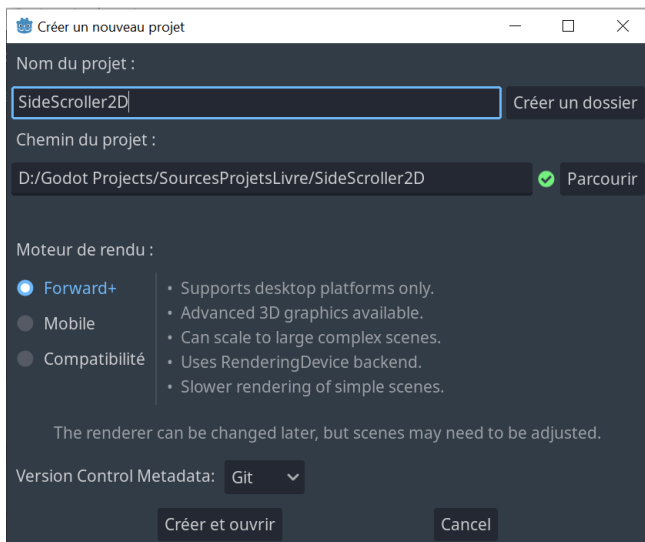 Créer un nouveau projet
Nom du projet :
SideScroller2D
Créer un dossier
Chemin du projet :
D:/Godot Projects/SourcesProjetsLivre/SideScroller2D
Parcourir
Moteur de rendu :
Forward+
Mobile
Compatibilité
• Supports desktop platforms only.
• Advanced 3D graphics available.
• Can scale to large complex scenes.
• Uses RenderingDevice backend.
• Slower rendering of simple scenes.
The renderer can be changed later, but scenes may need to be adjusted.
Version Control Metadata: Git
Créer et ouvrir
Cancel